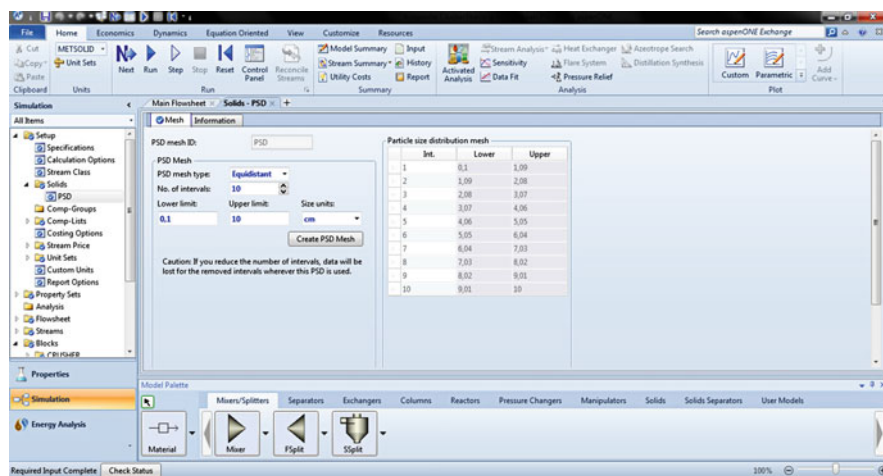 File Home Economics Dynamics Equation Oriented View Customize Resources Search aspenONE Exchange
Cut METSOLID Model Summary Input Stream Analysis Heat Exchanger Azeotrope Search
Copy Unit Sets Next Run Step Stop Reset Control Panel Reconcile Streams Stream Summary History Activated Analysis Sensitivity Flare System Distillation Synthesis Custom Parametric Add Curve
Paste Utility Costs Report Data Fit Pressure Relief
Clipboard Units Run Summary Analysis Plot
Simulation Main Flowsheet Solids - PSD +
All Items Mesh Information
Setup
Specifications
Calculation Options
Stream Class
Solids
PSD
Comp-Groups
Comp-Lists
Costing Options
Stream Price
Unit Sets
Custom Units
Report Options
Property Sets
Analysis
Flowsheet
Streams
Blocks
CRUSHER
Properties
Simulation
Energy Analysis
PSD mesh ID: PSD
PSD Mesh
PSD mesh type: Equidistant
No. of intervals: 10
Lower limit: Upper limit: Size units:
0,1 10 cm
Create PSD Mesh
Caution: If you reduce the number of intervals, data will be
lost for the removed intervals wherever this PSD is used.
Particle size distribution mesh
Int. Lower Upper
1 0,1 1,09
2 1,09 2,08
3 2,08 3,07
4 3,07 4,06
5 4,06 5,05
6 5,05 6,04
7 6,04 7,03
8 7,03 8,02
9 8,02 9,01
10 9,01 10
Model Palette
Mixers/Splitters Separators Exchangers Columns Reactors Pressure Changers Manipulators Solids Solids Separators User Models
Material Mixer FSplit SSplit
Required Input Complete Check Status 100%